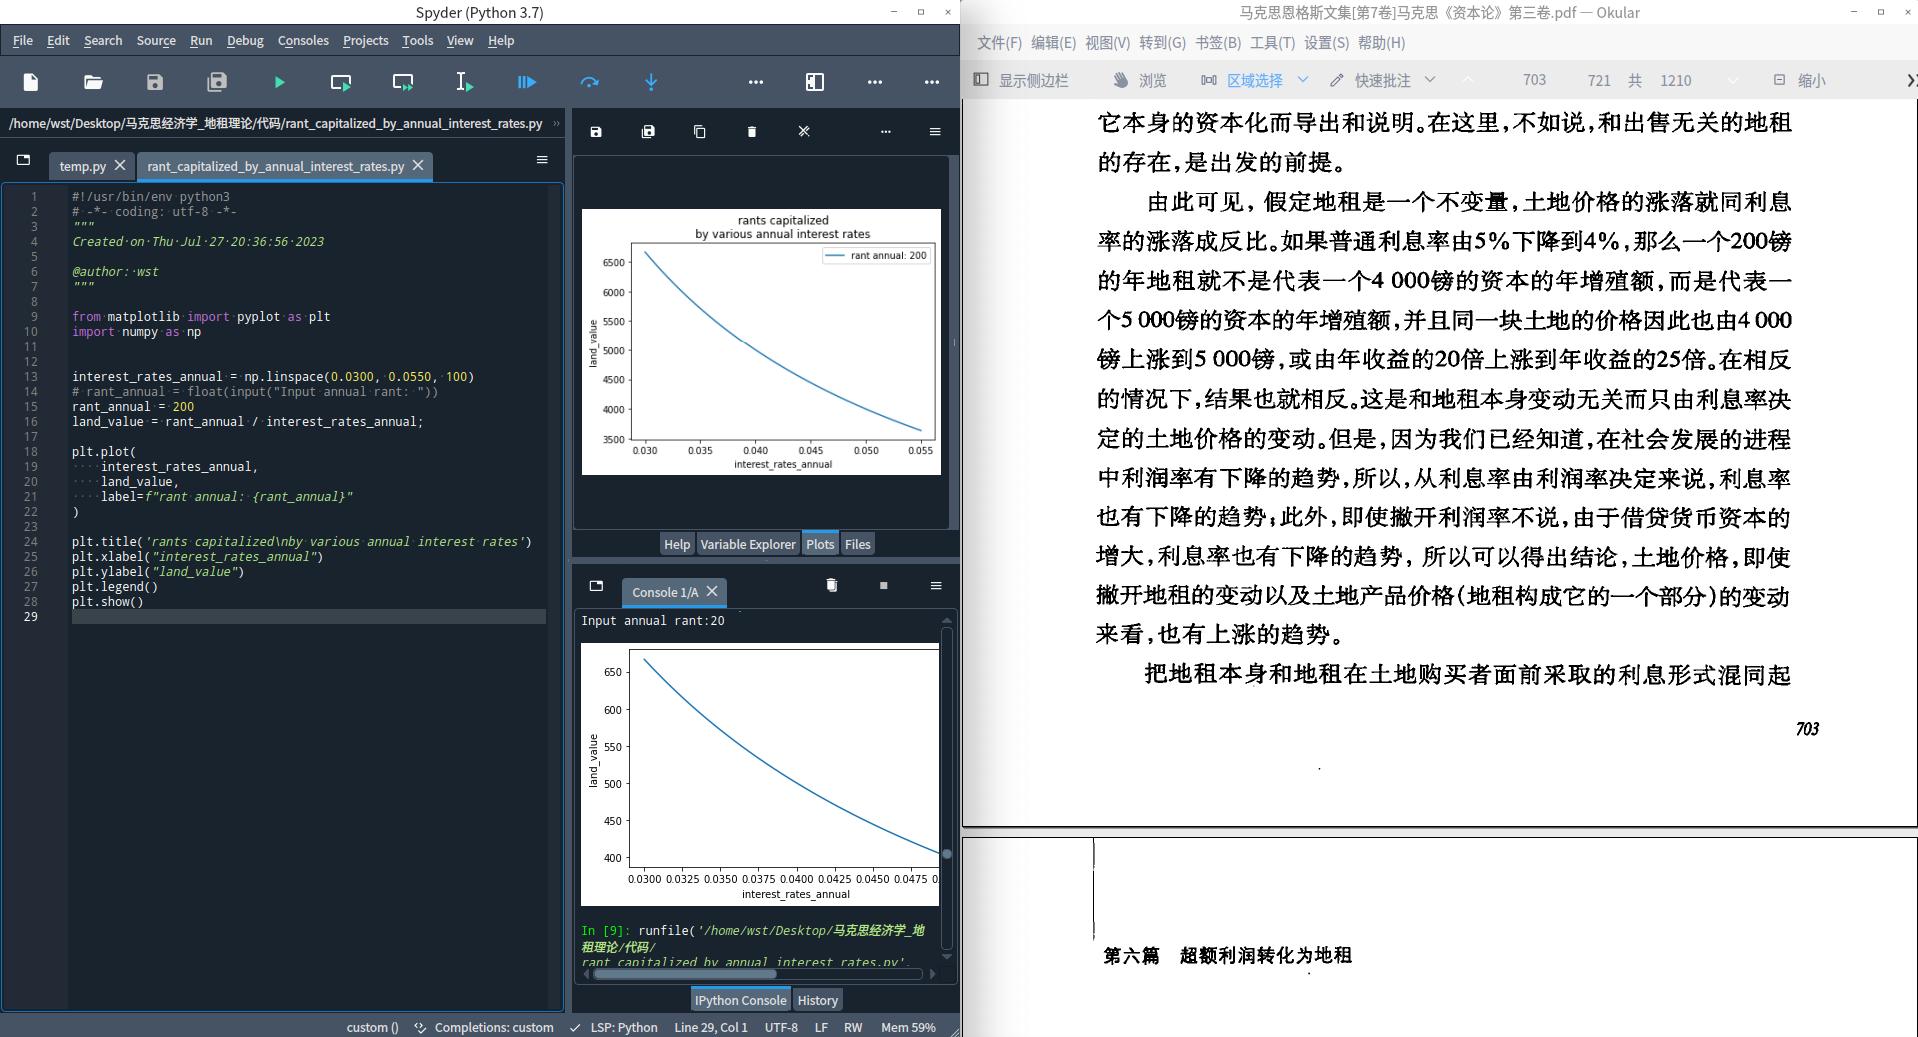 Spyder (Python 3.7)
File Edit Search Source Run Debug Consoles Projects Tools View Help
/home/wst/Desktop/马克思经济学_地租理论/代码/rant_capitalized_by_annual_interest_rates.py
temp.py
rant_capitalized_by_annual_interest_rates.py
1 #!/usr/bin/env python3
2 # -*- coding: utf-8 -*-
3 """
4 Created on Thu Jul 27 20:36:56 2023
5
6 @author: wst
7 """
8
9 from matplotlib import pyplot as plt
10 import numpy as np
11
12
13 interest_rates_annual = np.linspace(0.0300, 0.0550, 100)
14 # rant_annual = float(input("Input annual rant: "))
15 rant_annual = 200
16 land_value = rant_annual / interest_rates_annual;
17
18 plt.plot(
19     interest_rates_annual,
20     land_value,
21     label=f"rant annual: {rant_annual}"
22 )
23
24 plt.title('rants capitalized\nby various annual interest rates')
25 plt.xlabel("interest_rates_annual")
26 plt.ylabel("land_value")
27 plt.legend()
28 plt.show()
29
rants capitalized
by various annual interest rates
rant annual: 200
6500
6000
5500
5000
4500
4000
3500
land_value
0.030 0.035 0.040 0.045 0.050 0.055
interest_rates_annual
Help Variable Explorer Plots Files
Console 1/A
Input annual rant:20
650
600
550
500
450
400
land_value
0.0300 0.0325 0.0350 0.0375 0.0400 0.0425 0.0450 0.0475 0.
interest_rates_annual
In [9]: runfile('/home/wst/Desktop/马克思经济学_地
租理论/代码/
rant_capitalized_by_annual_interest_rates.py',
IPython Console History
custom () Completions: custom LSP: Python Line 29, Col 1 UTF-8 LF RW Mem 59%
马克思恩格斯文集[第7卷]马克思《资本论》第三卷.pdf — Okular
文件(F) 编辑(E) 视图(V) 转到(G) 书签(B) 工具(T) 设置(S) 帮助(H)
显示侧边栏 浏览 区域选择 快速批注 703 721 共 1210 缩小
它本身的资本化而导出和说明。在这里,不如说,和出售无关的地租
的存在,是出发的前提。
由此可见,假定地租是一个不变量,土地价格的涨落就同利息
率的涨落成反比。如果普通利息率由5%下降到4%,那么一个200镑
的年地租就不是代表一个4 000镑的资本的年增殖额,而是代表一
个5 000镑的资本的年增殖额,并且同一块土地的价格因此也由4 000
镑上涨到5 000镑,或由年收益的20倍上涨到年收益的25倍。在相反
的情况下,结果也就相反。这是和地租本身变动无关而只由利息率决
定的土地价格的变动。但是,因为我们已经知道,在社会发展的进程
中利润率有下降的趋势,所以,从利息率由利润率决定来说,利息率
也有下降的趋势;此外,即使撇开利润率不说,由于借贷货币资本的
增大,利息率也有下降的趋势,所以可以得出结论,土地价格,即使
撇开地租的变动以及土地产品价格(地租构成它的一个部分)的变动
来看,也有上涨的趋势。
把地租本身和地租在土地购买者面前采取的利息形式混同起
703
第六篇 超额利润转化为地租